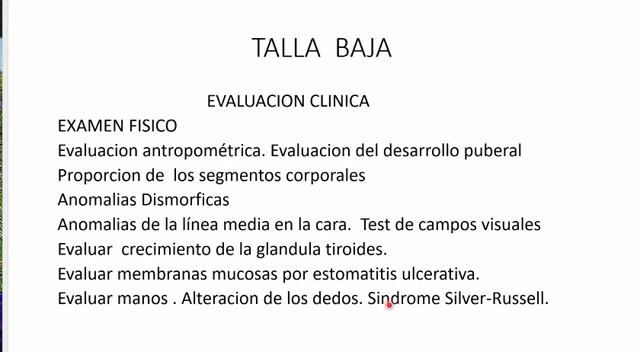 TALLA BAJA
EVALUACION CLINICA
EXAMEN FISICO
Evaluacion antropométrica. Evaluacion del desarrollo puberal
Proporcion de los segmentos corporales
Anomalias Dismorficas
Anomalias de la línea media en la cara. Test de campos visuales
Evaluar crecimiento de la glandula tiroides.
Evaluar membranas mucosas por estomatitis ulcerativa.
Evaluar manos . Alteracion de los dedos. Sindrome Silver-Russell.